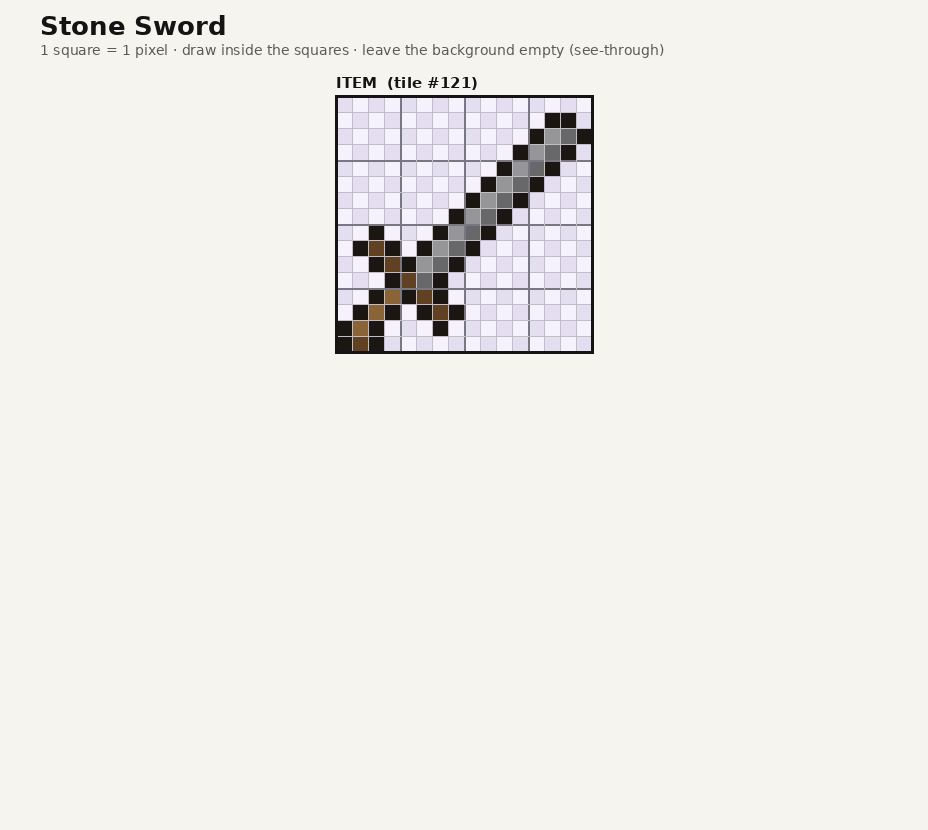 Stone Sword
1 square = 1 pixel · draw inside the squares · leave the background empty (see-through)
ITEM (tile #121)